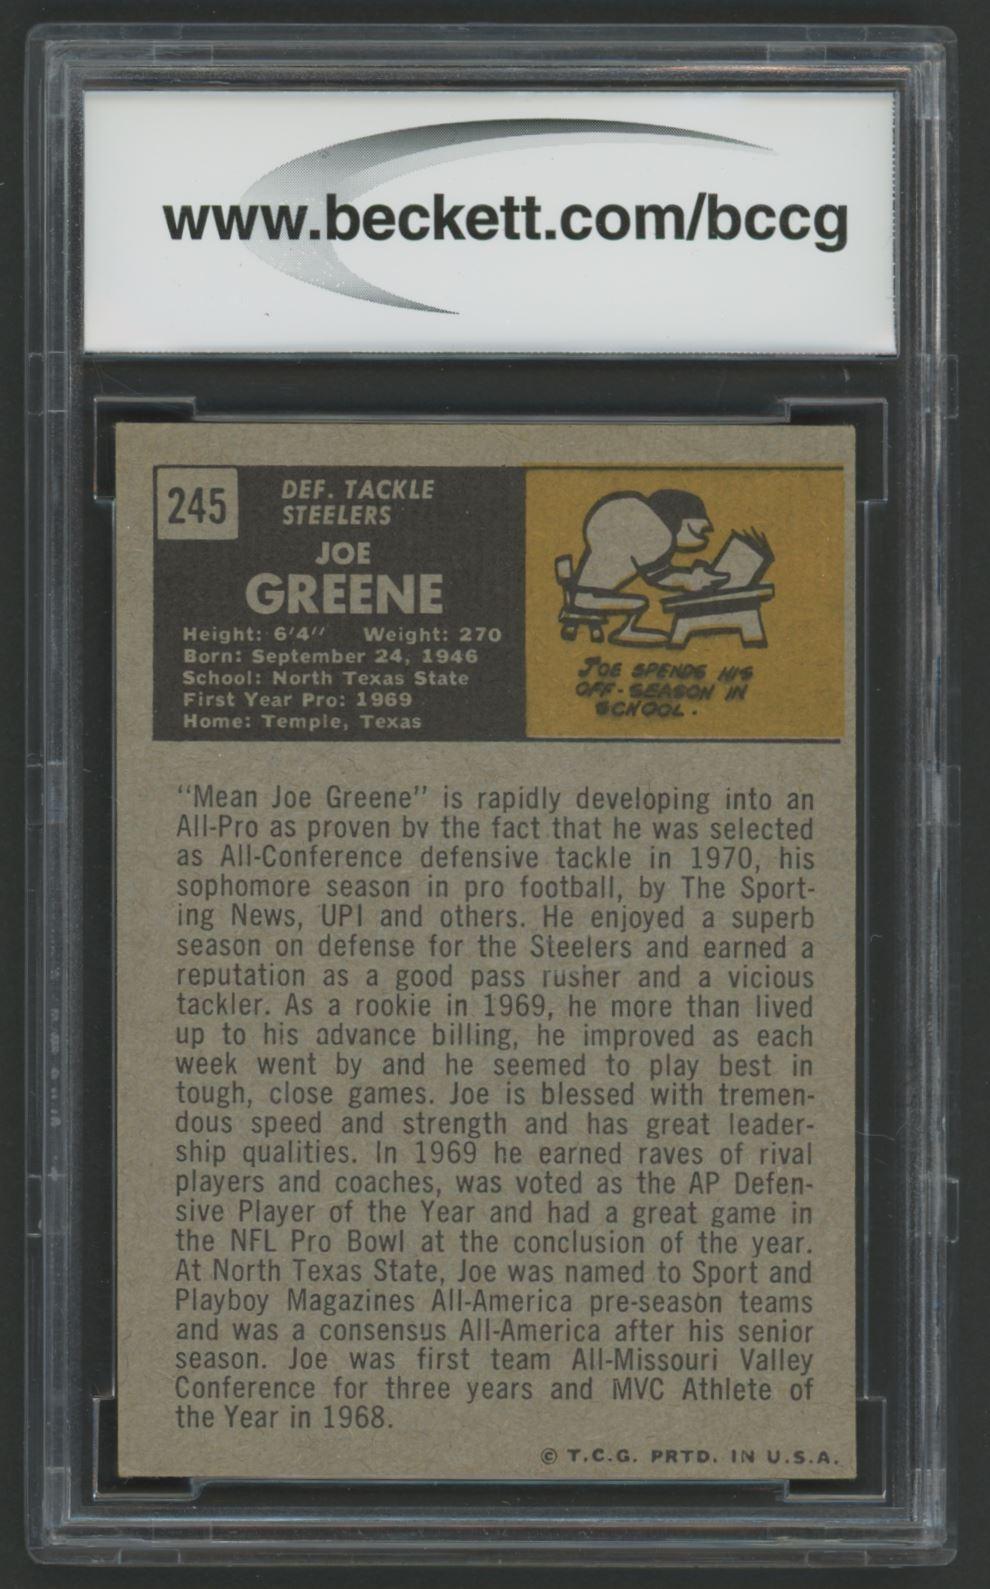 www.beckett.com/bccg
245
DEF. TACKLE
STEELERS
JOE
GREENE
Height: 6'4'' Weight: 270
Born: September 24, 1946
School: North Texas State
First Year Pro: 1969
Home: Temple, Texas
JOE SPENDS HIS
OFF-SEASON IN
SCHOOL.
"Mean Joe Greene" is rapidly developing into an
All-Pro as proven by the fact that he was selected
as All-Conference defensive tackle in 1970, his
sophomore season in pro football, by The Sport-
ing News, UPI and others. He enjoyed a superb
season on defense for the Steelers and earned a
reputation as a good pass rusher and a vicious
tackler. As a rookie in 1969, he more than lived
up to his advance billing, he improved as each
week went by and he seemed to play best in
tough, close games. Joe is blessed with tremen-
dous speed and strength and has great leader-
ship qualities. In 1969 he earned raves of rival
players and coaches, was voted as the AP Defen-
sive Player of the Year and had a great game in
the NFL Pro Bowl at the conclusion of the year.
At North Texas State, Joe was named to Sport and
Playboy Magazines All-America pre-season teams
and was a consensus All-America after his senior
season. Joe was first team All-Missouri Valley
Conference for three years and MVC Athlete of
the Year in 1968.
© T.C.G. PRTD. IN U.S.A.